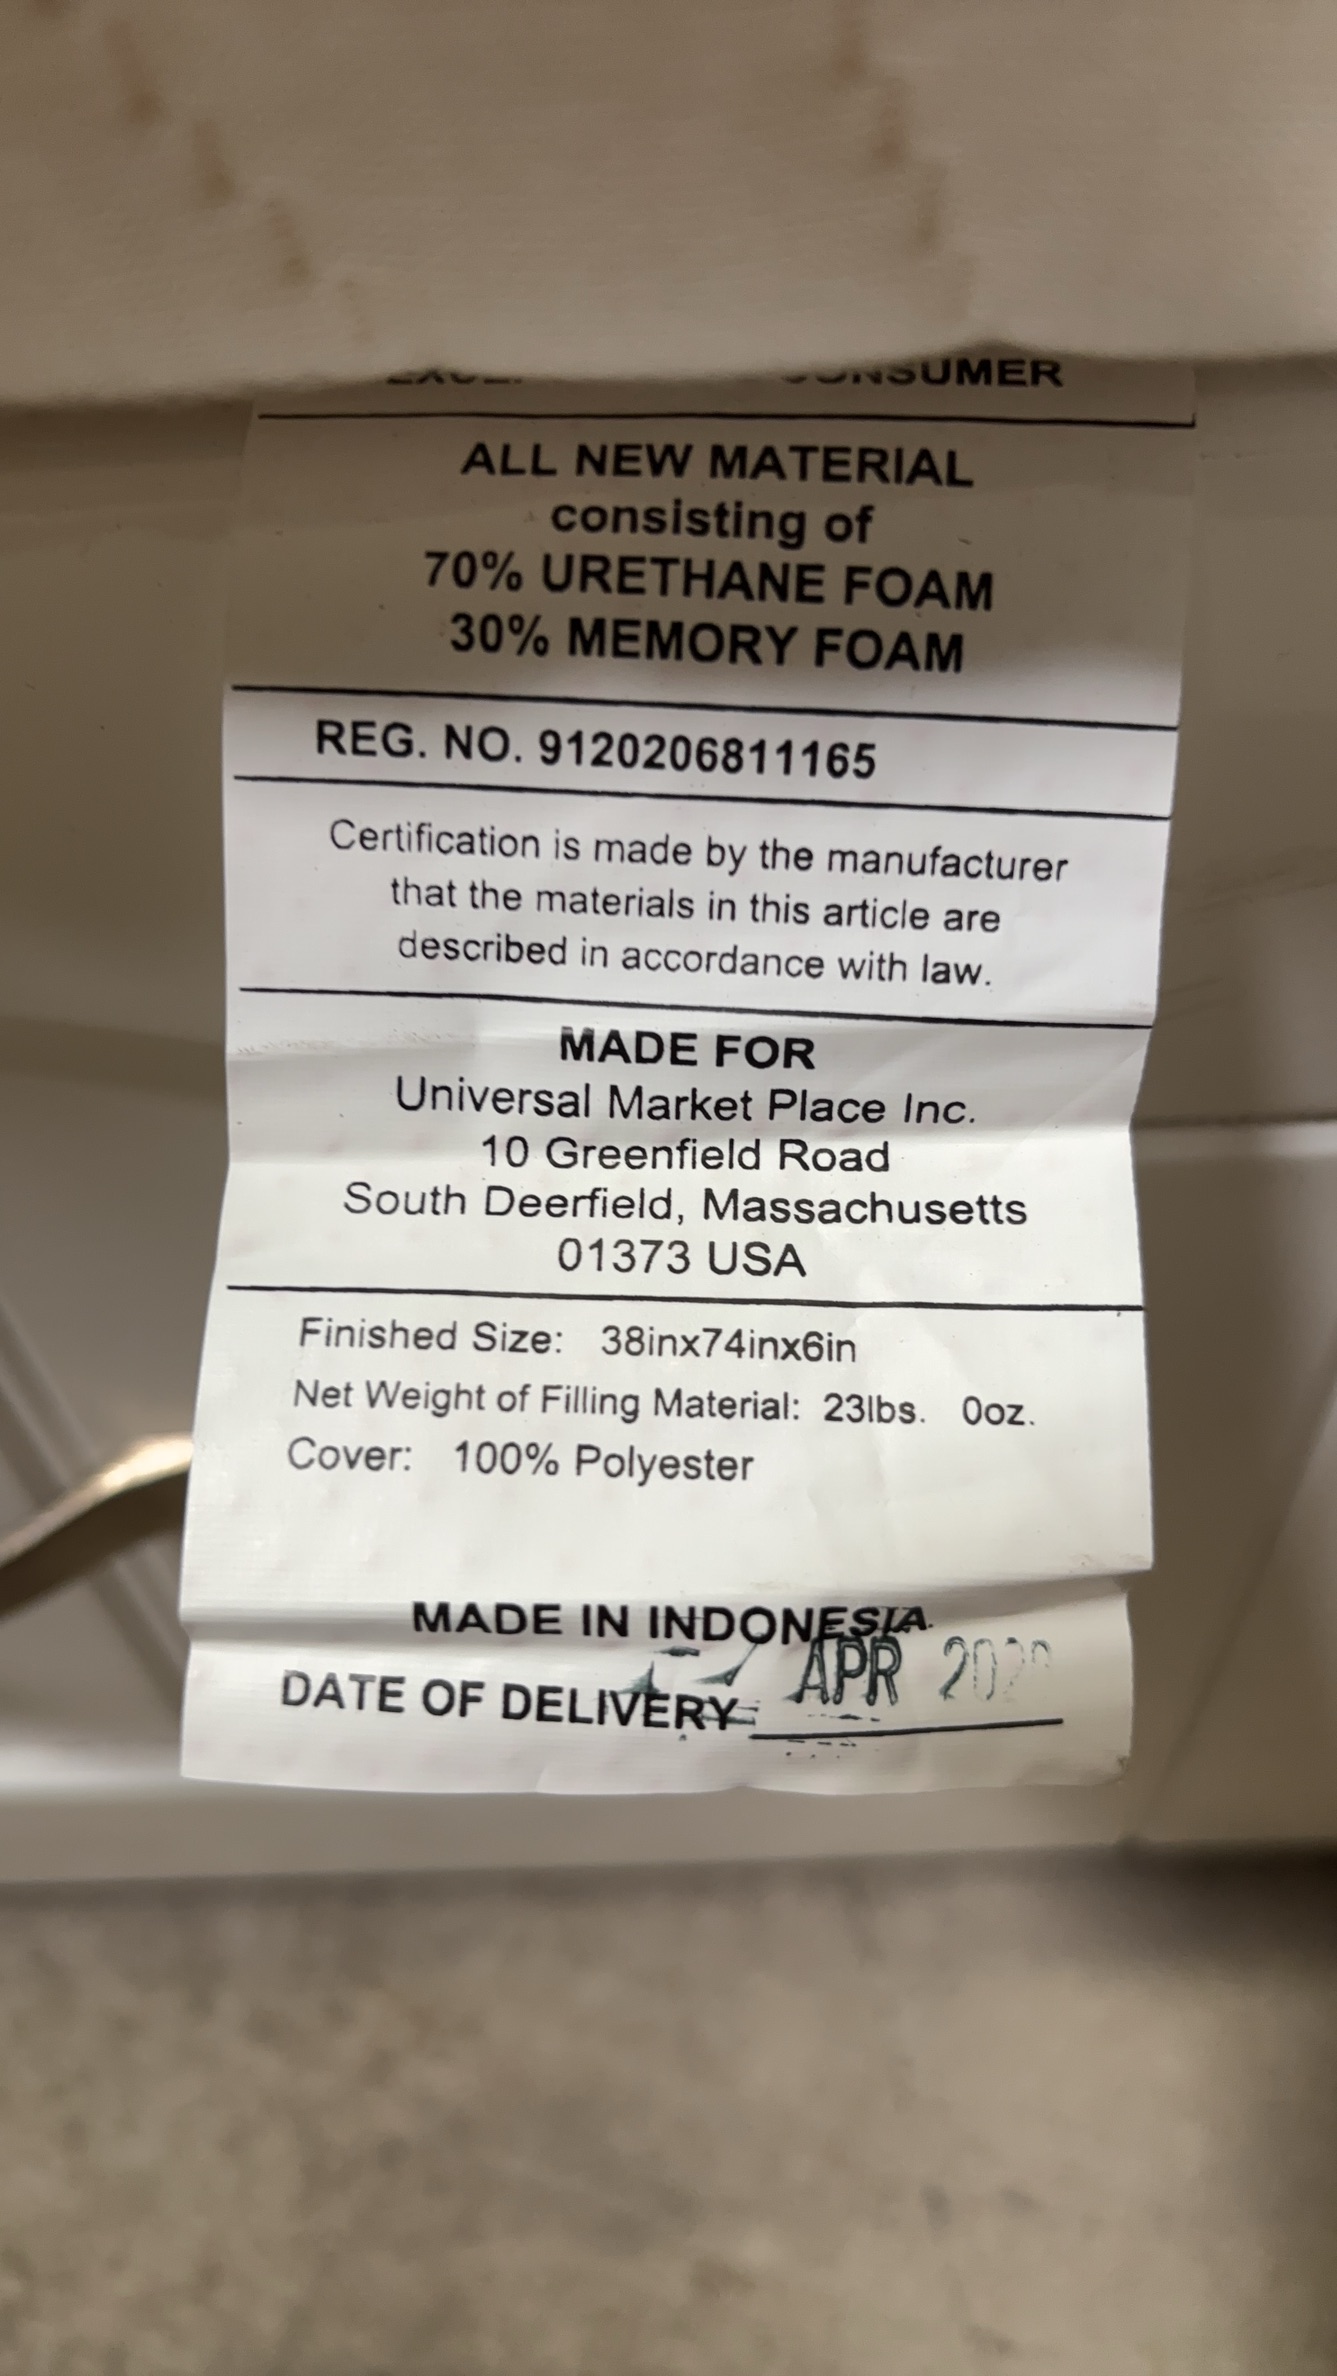 CONSUMER
ALL NEW MATERIAL
consisting of
70% URETHANE FOAM
30% MEMORY FOAM
REG. NO. 9120206811165
Certification is made by the manufacturer
that the materials in this article are
described in accordance with law.
MADE FOR
Universal Market Place Inc.
10 Greenfield Road
South Deerfield, Massachusetts
01373 USA
Finished Size: 38inx74inx6in
Net Weight of Filling Material: 23lbs. 0oz.
Cover: 100% Polyester
MADE IN INDONESIA
DATE OF DELIVERY APR